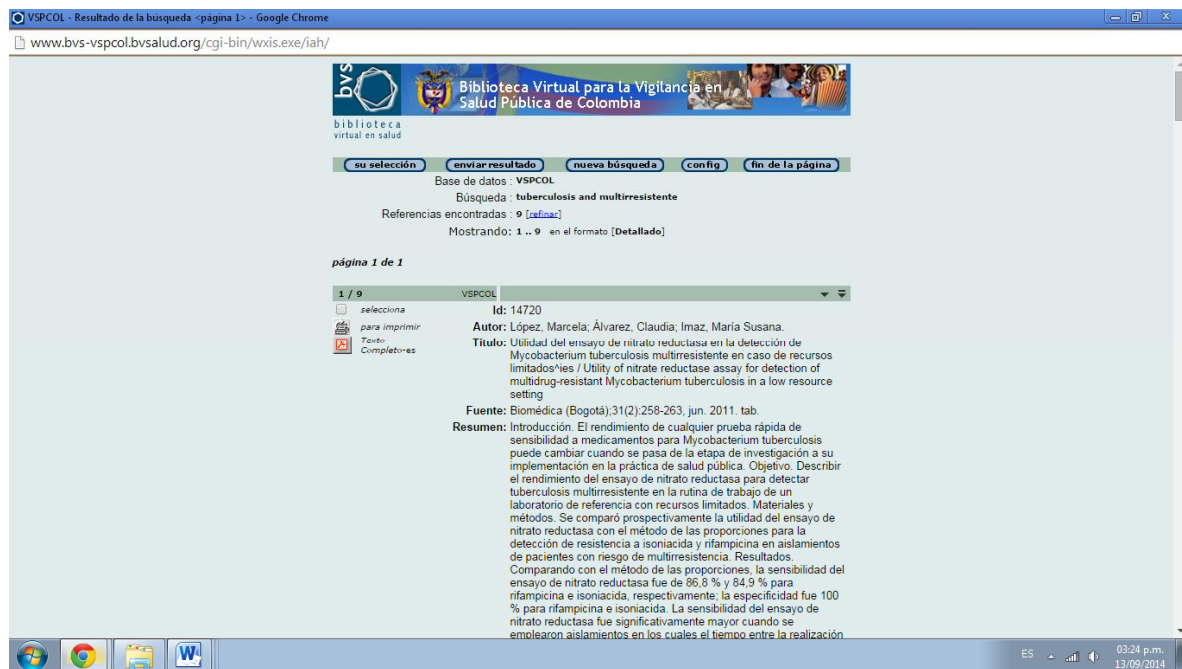 VSPCOL - Resultado de la búsqueda <página 1> - Google Chrome
www.bvs-vspcol.bvsalud.org/cgi-bin/wxis.exe/iah/
bvs
Biblioteca Virtual para la Vigilancia en
Salud Pública de Colombia
biblioteca
virtual en salud
su selección enviar resultado nueva búsqueda config fin de la página
Base de datos : VSPCOL
Búsqueda : tuberculosis and multirresistente
Referencias encontradas : 9 [refinar]
Mostrando: 1 .. 9 en el formato [Detallado]
página 1 de 1
1 / 9 VSPCOL
selecciona
para imprimir
Texto
Completo-es
Id: 14720
Autor: López, Marcela; Álvarez, Claudia; Imaz, María Susana.
Título: Utilidad del ensayo de nitrato reductasa en la detección de
Mycobacterium tuberculosis multirresistente en caso de recursos
limitados^ies / Utility of nitrate reductase assay for detection of
multidrug-resistant Mycobacterium tuberculosis in a low resource
setting
Fuente: Biomédica (Bogotá);31(2):258-263, jun. 2011. tab.
Resumen: Introducción. El rendimiento de cualquier prueba rápida de
sensibilidad a medicamentos para Mycobacterium tuberculosis
puede cambiar cuando se pasa de la etapa de investigación a su
implementación en la práctica de salud pública. Objetivo. Describir
el rendimiento del ensayo de nitrato reductasa para detectar
tuberculosis multirresistente en la rutina de trabajo de un
laboratorio de referencia con recursos limitados. Materiales y
métodos. Se comparó prospectivamente la utilidad del ensayo de
nitrato reductasa con el método de las proporciones para la
detección de resistencia a isoniacida y rifampicina en aislamientos
de pacientes con riesgo de multirresistencia. Resultados.
Comparando con el método de las proporciones, la sensibilidad del
ensayo de nitrato reductasa fue de 86,8 % y 84,9 % para
rifampicina e isoniacida, respectivamente; la especificidad fue 100
% para rifampicina e isoniacida. La sensibilidad del ensayo de
nitrato reductasa fue significativamente mayor cuando se
emplearon aislamientos en los cuales el tiempo entre la realización
ES
03:24 p.m.
13/09/2014